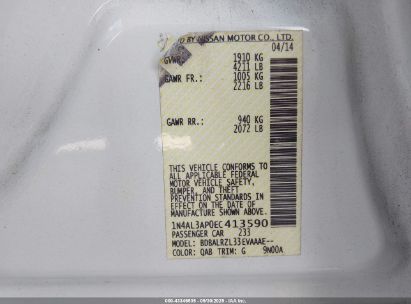 BY NISSAN MOTOR CO., LTD.
04/14
GVWR: 1910 KG
4211 LB
GAWR FR.: 1005 KG
2216 LB
GAWR RR.: 940 KG
2072 LB
THIS VEHICLE CONFORMS TO
ALL APPLICABLE FEDERAL
MOTOR VEHICLE SAFETY,
BUMPER, AND THEFT
PREVENTION STANDARDS
IN EFFECT ON THE DATE OF
MANUFACTURE SHOWN ABOVE.
1N4AL3AP0EC413590
PASSENGER CAR 233
MODEL: BDBALRZL33EVAAAE--
COLOR: QAB TRIM: G 9N00A